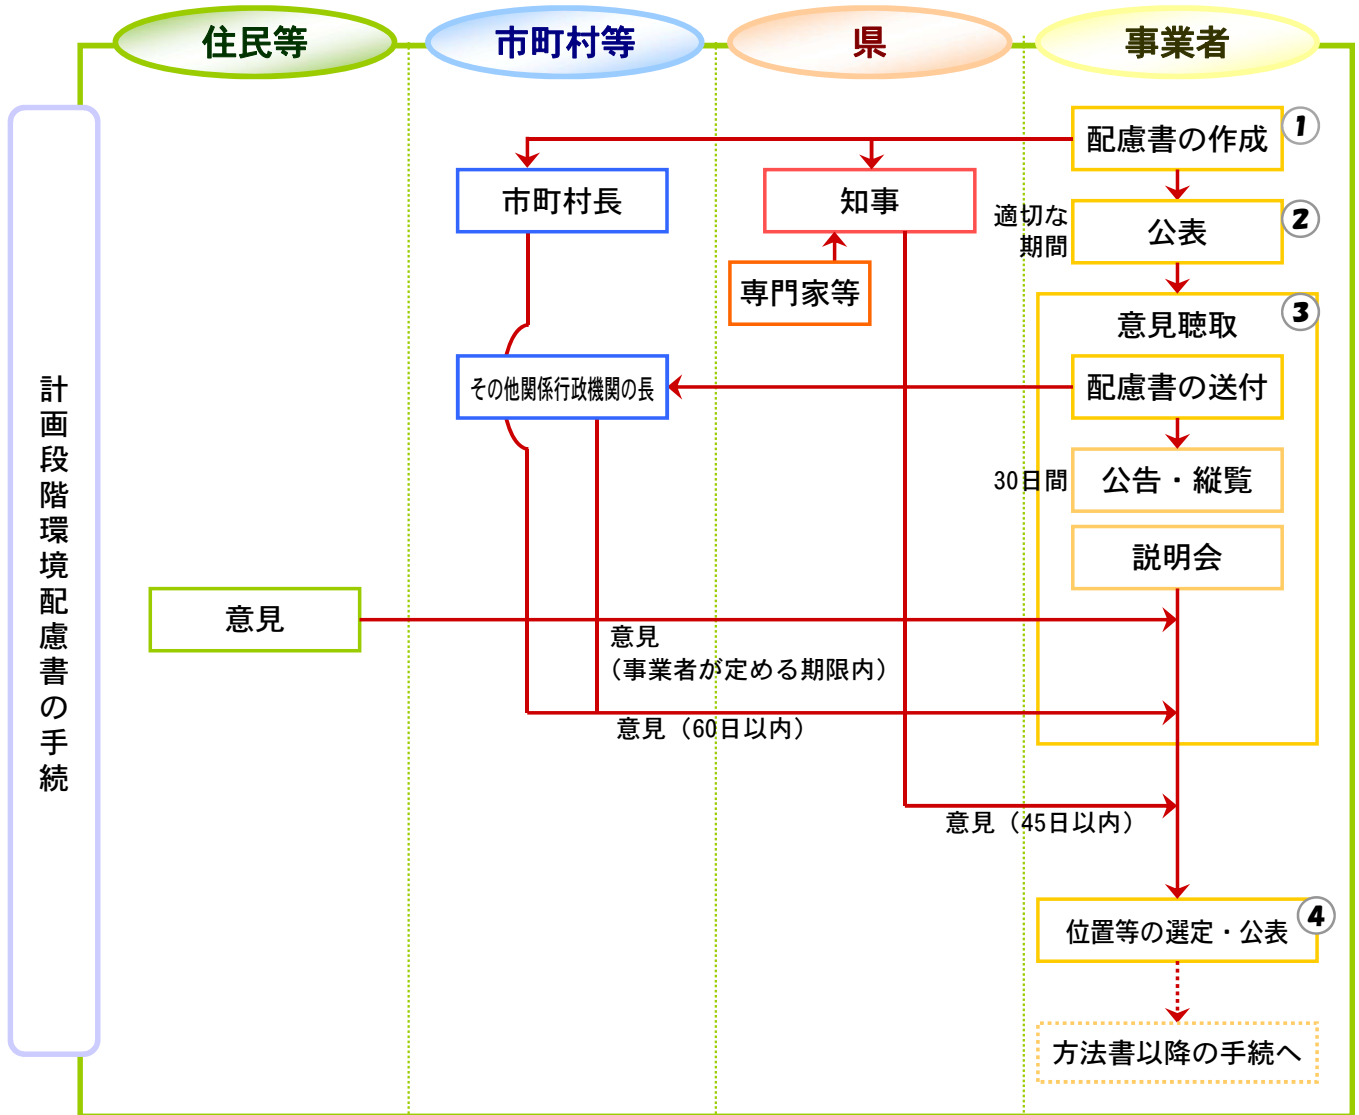 住民等
市町村等
県
事業者
計画段階環境配慮書の手続
配慮書の作成
1
市町村長
知事
適切な
期間
公表
2
専門家等
意見聴取
3
その他関係行政機関の長
配慮書の送付
30日間
公告・縦覧
説明会
意見
意見
（事業者が定める期限内）
意見（60日以内）
意見（45日以内）
位置等の選定・公表
4
方法書以降の手続へ